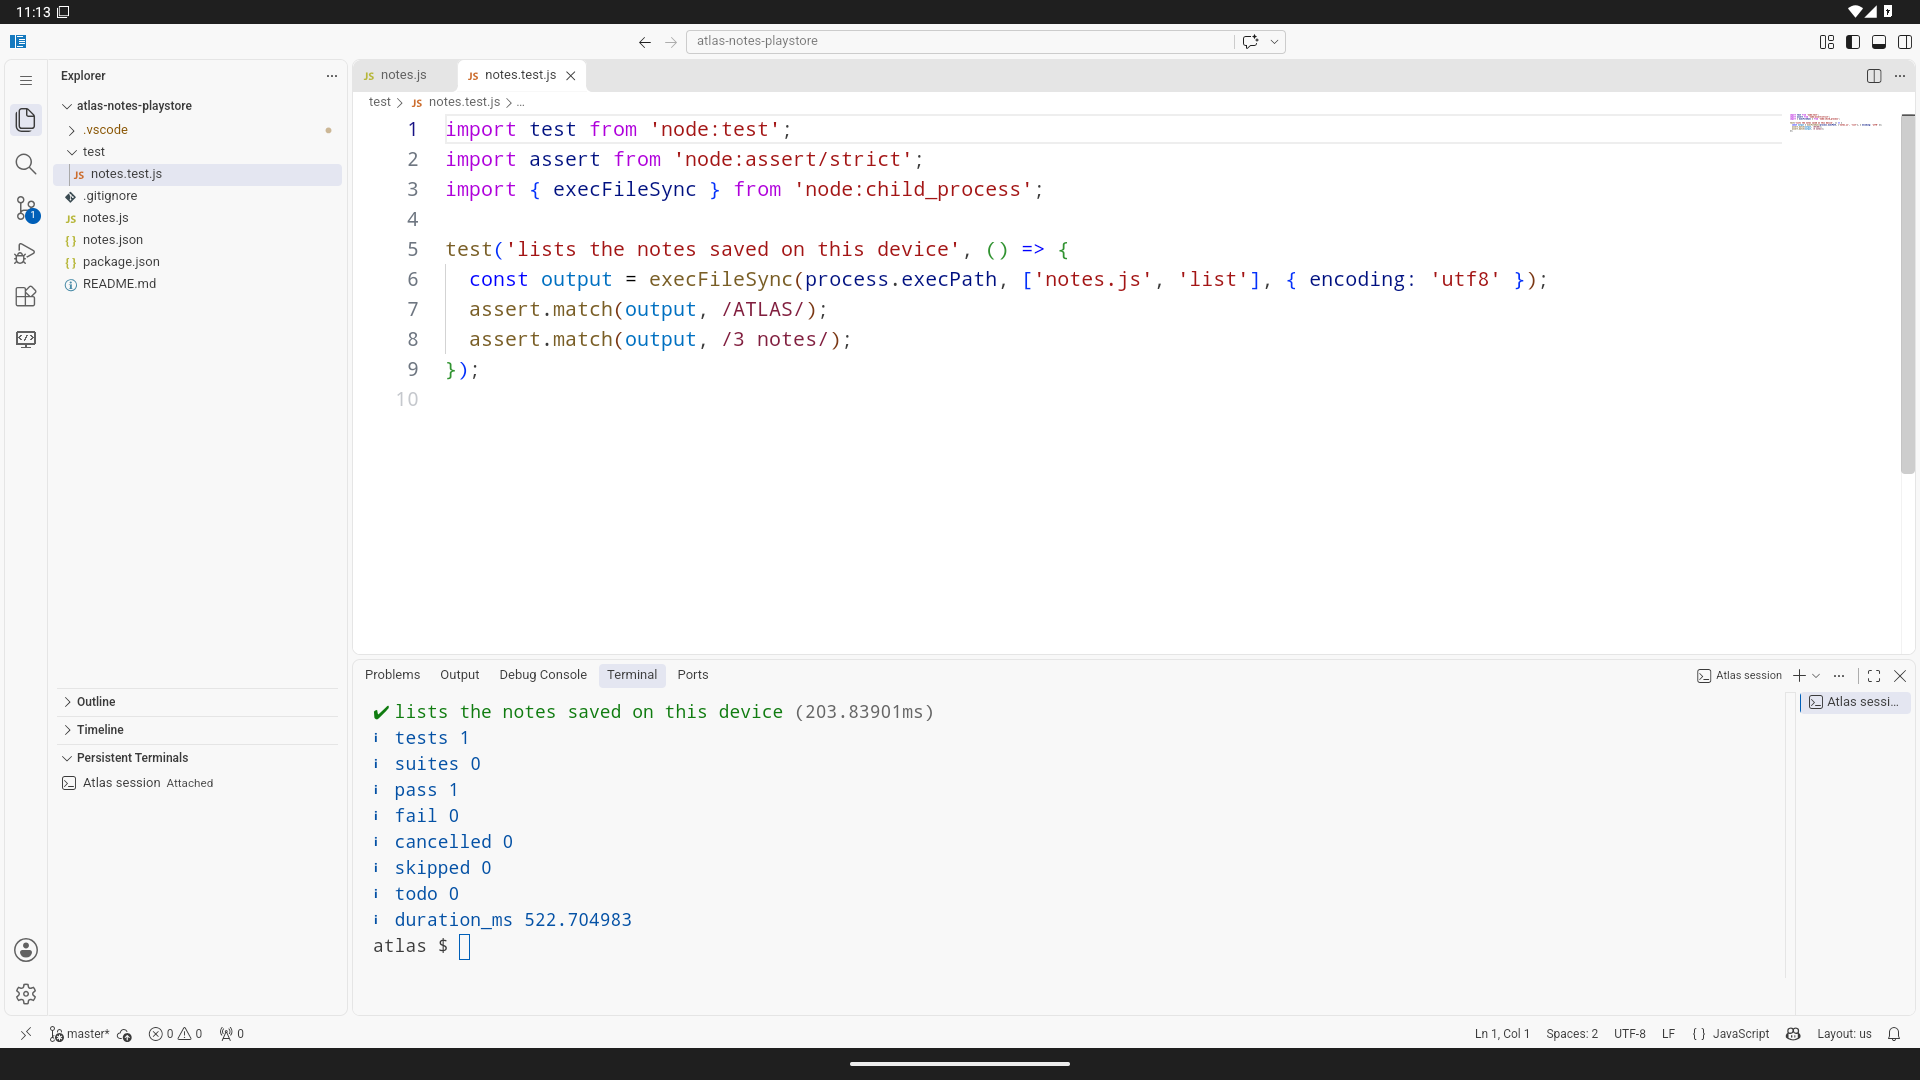 11:13
atlas-notes-playstore
Explorer
atlas-notes-playstore
.vscode
test
JS notes.test.js
.gitignore
JS notes.js
{ } notes.json
{ } package.json
README.md
1
Outline
Timeline
Persistent Terminals
Atlas session Attached
JS notes.js
JS notes.test.js
test > JS notes.test.js > ...
1 import test from 'node:test';
2 import assert from 'node:assert/strict';
3 import { execFileSync } from 'node:child_process';
4
5 test('lists the notes saved on this device', () => {
6 const output = execFileSync(process.execPath, ['notes.js', 'list'], { encoding: 'utf8' });
7 assert.match(output, /ATLAS/);
8 assert.match(output, /3 notes/);
9 });
10
Problems Output Debug Console Terminal Ports
Atlas session
Atlas sessi...
✔ lists the notes saved on this device (203.83901ms)
i tests 1
i suites 0
i pass 1
i fail 0
i cancelled 0
i skipped 0
i todo 0
i duration_ms 522.704983
atlas $
master* 0 0 0
Ln 1, Col 1 Spaces: 2 UTF-8 LF { } JavaScript Layout: us